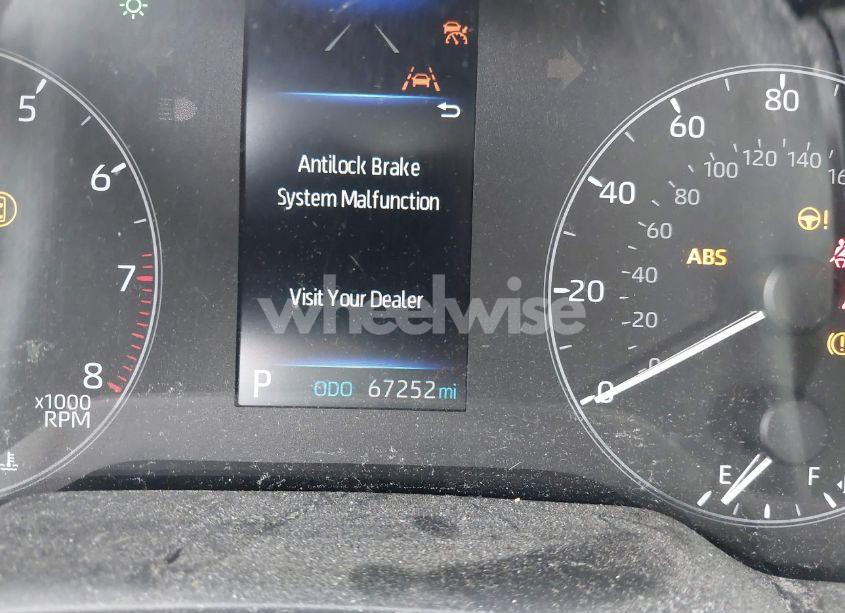 5
6
7
8
x1000
RPM
Antilock Brake
System Malfunction
Visit Your Dealer
wheelwise
P ODO 67252 mi
80
60
40
20
0
120
140
100
80
60
40
20
0
ABS
!
E
F